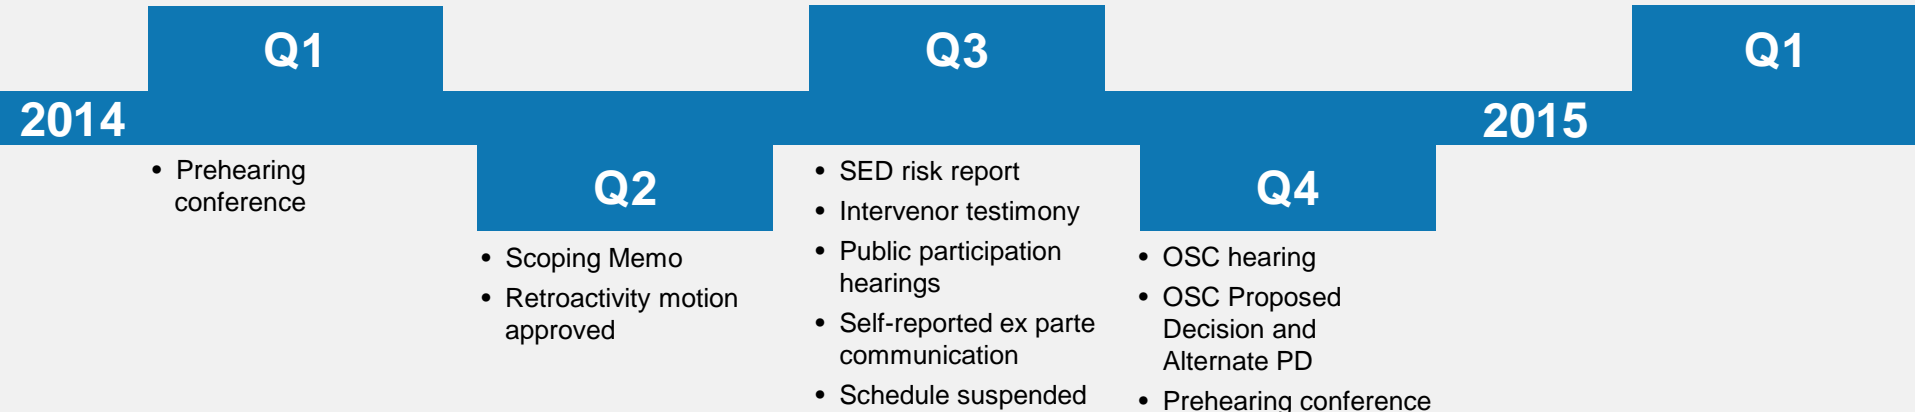 Q1
Q3
Q1
2014
2015
• Prehearing
conference
Q2
• Scoping Memo
• Retroactivity motion
approved
• SED risk report
• Intervenor testimony
• Public participation
hearings
• Self-reported ex parte
communication
• Schedule suspended
Q4
• OSC hearing
• OSC Proposed
Decision and
Alternate PD
• Prehearing conference